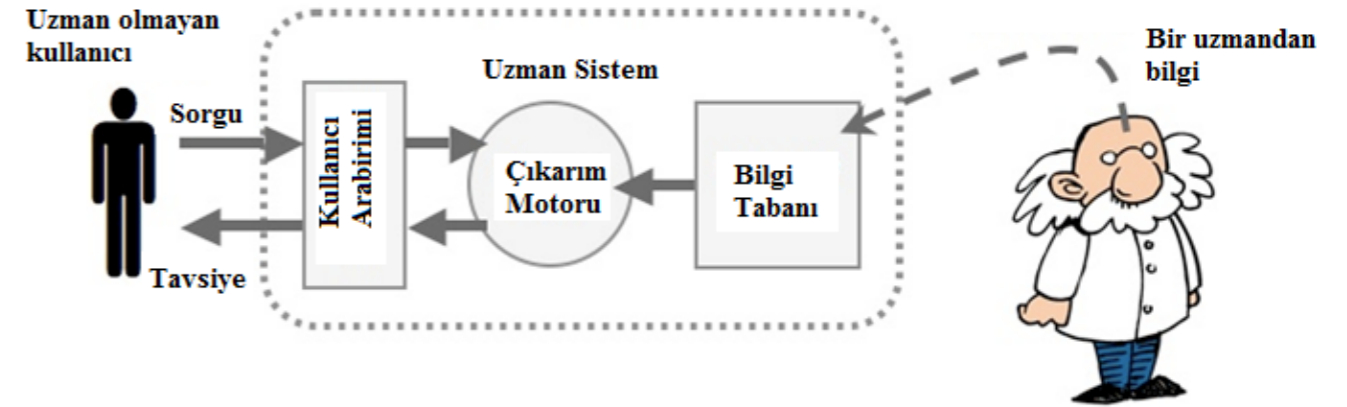 Uzman olmayan
kullanıcı
Sorgu
Tavsiye
Kullanıcı
Arabirimi
Uzman Sistem
Çıkarım
Motoru
Bilgi
Tabanı
Bir uzmandan
bilgi